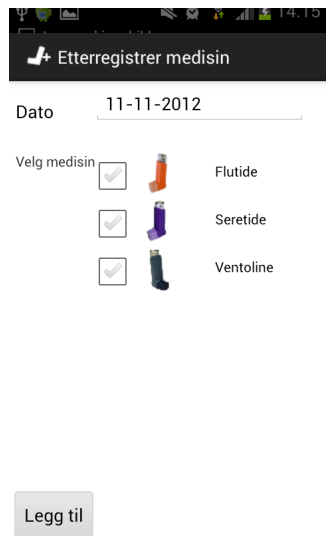 14.15
Etterregistrer medisin
Dato 11-11-2012
Velg medisin Flutide
Seretide
Ventoline
Legg til